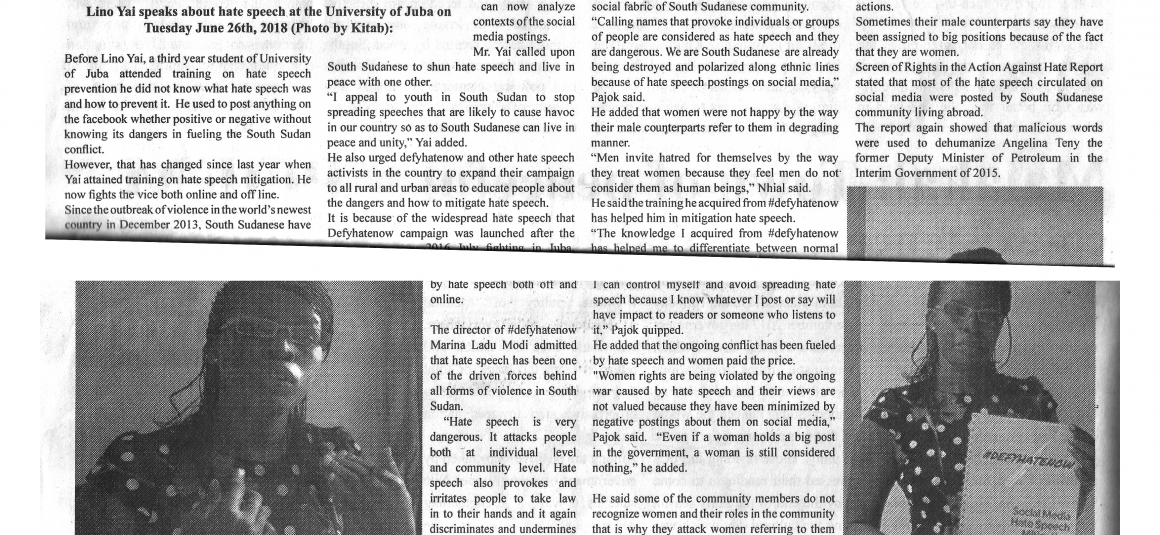 Lino Yai speaks about hate speech at the University of Juba on
Tuesday June 26th, 2018 (Photo by Kitab):
Before Lino Yai, a third year student of University
of Juba attended training on hate speech
prevention he did not know what hate speech was
and how to prevent it. He used to post anything on
the facebook whether positive or negative without
knowing its dangers in fueling the South Sudan
conflict.
However, that has changed since last year when
Yai attained training on hate speech mitigation. He
now fights the vice both online and off line.
Since the outbreak of violence in the world's newest
country in December 2013, South Sudanese have
can now analyze
contexts of the social
media postings.
Mr. Yai called upon
South Sudanese to shun hate speech and live in
peace with one other.
“I appeal to youth in South Sudan to stop
spreading speeches that are likely to cause havoc
in our country so as to South Sudanese can live in
peace and unity,” Yai added.
He also urged defyhatenow and other hate speech
activists in the country to expand their campaign
to all rural and urban areas to educate people about
the dangers and how to mitigate hate speech.
It is because of the widespread hate speech that
Defyhatenow campaign was launched after the
2016 July fighting in Juba
social fabric of South Sudanese community.
“Calling names that provoke individuals or groups
of people are considered as hate speech and they
are dangerous. We are South Sudanese are already
being destroyed and polarized along ethnic lines
because of hate speech postings on social media,”
Pajok said.
He added that women were not happy by the way
their male counterparts refer to them in degrading
manner.
“Men invite hatred for themselves by the way
they treat women because they feel men do not
consider them as human beings,” Nhial said.
He said the training he acquired from #defyhatenow
has helped him in mitigation hate speech.
“The knowledge I acquired from #defyhatenow
has helped me to differentiate between normal
actions.
Sometimes their male counterparts say they have
been assigned to big positions because of the fact
that they are women.
Screen of Rights in the Action Against Hate Report
stated that most of the hate speech circulated on
social media were posted by South Sudanese
community living abroad.
The report again showed that malicious words
were used to dehumanize Angelina Teny the
former Deputy Minister of Petroleum in the
Interim Government of 2015.
by hate speech both off and
online.
The director of #defyhatenow
Marina Ladu Modi admitted
that hate speech has been one
of the driven forces behind
all forms of violence in South
Sudan.
“Hate speech is very
dangerous. It attacks people
both at individual level
and community level. Hate
speech also provokes and
irritates people to take law
in to their hands and it again
discriminates and undermines
I can control myself and avoid spreading hate
speech because I know whatever I post or say will
have impact to readers or someone who listens to
it,” Pajok quipped.
He added that the ongoing conflict has been fueled
by hate speech and women paid the price.
"Women rights are being violated by the ongoing
war caused by hate speech and their views are
not valued because they have been minimized by
negative postings about them on social media,”
Pajok said. “Even if a woman holds a big post
in the government, a woman is still considered
nothing,” he added.
He said some of the community members do not
recognize women and their roles in the community
that is why they attack women referring to them
#DEFYHATENOW
Social Media
Hate Speech